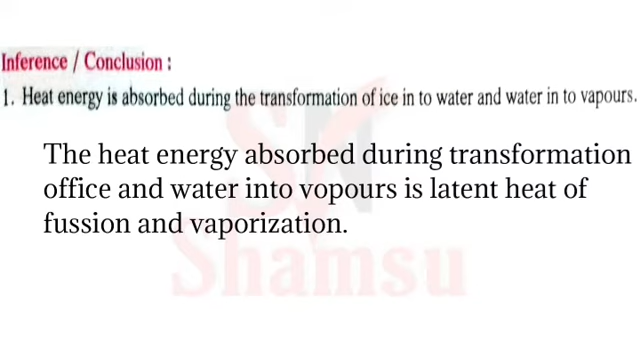 Inference / Conclusion :
1. Heat energy is absorbed during the transformation of ice in to water and water in to vapours.
The heat energy absorbed during transformation
office and water into vopours is latent heat of
fussion and vaporization.
SK
Shamsu